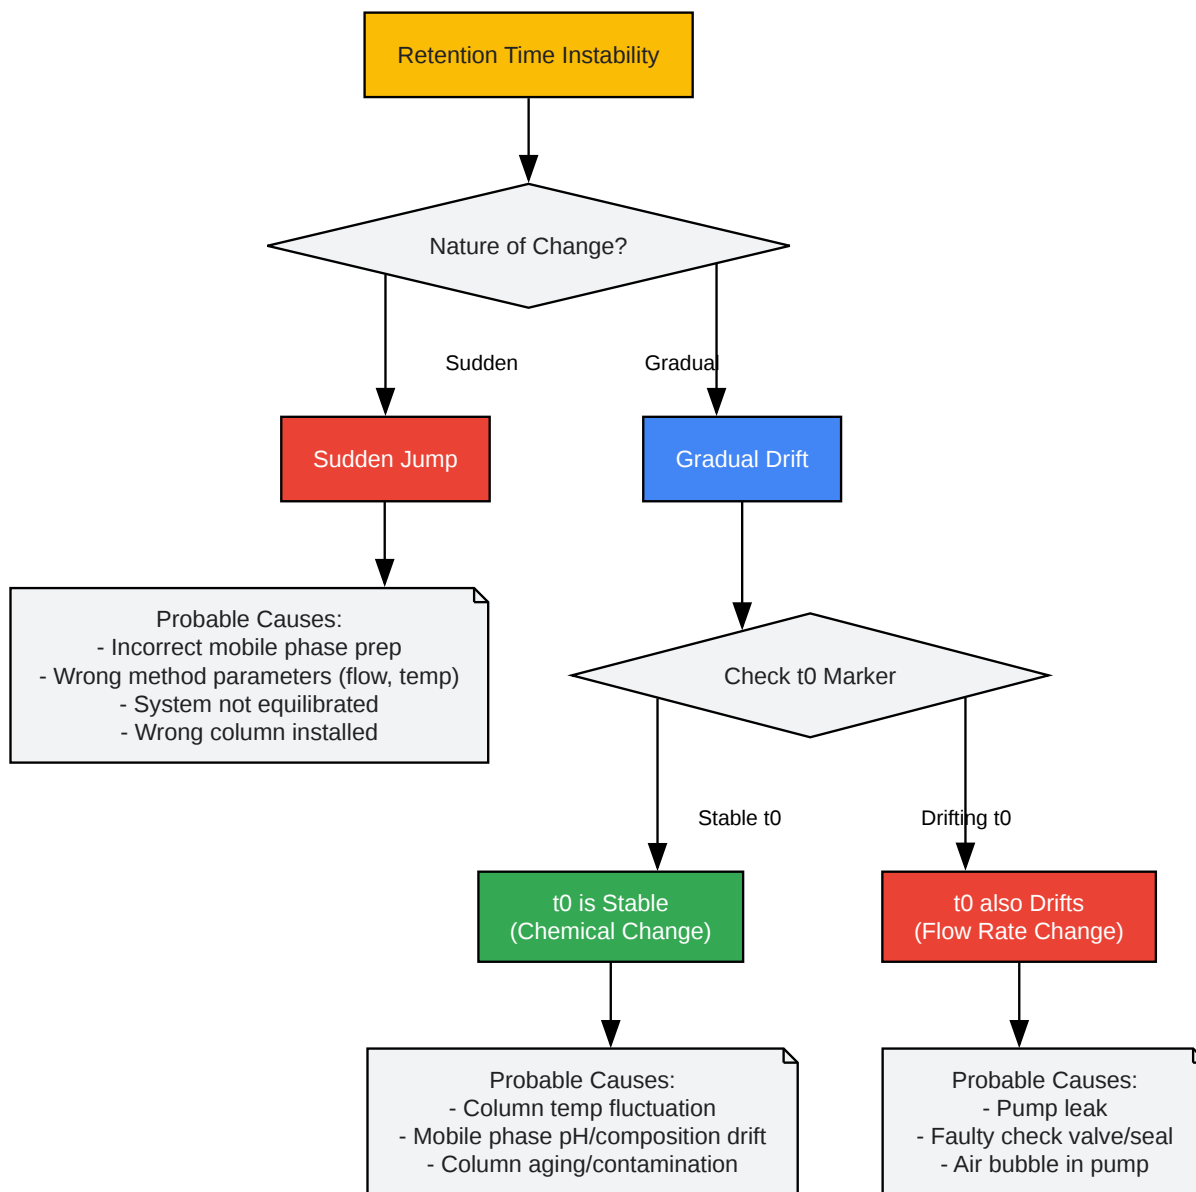 Retention Time Instability
Nature of Change?
Sudden
Gradual
Sudden Jump
Gradual Drift
Probable Causes:
- Incorrect mobile phase prep
- Wrong method parameters (flow, temp)
- System not equilibrated
- Wrong column installed
Check t0 Marker
Stable t0
Drifting t0
t0 is Stable
(Chemical Change)
t0 also Drifts
(Flow Rate Change)
Probable Causes:
- Column temp fluctuation
- Mobile phase pH/composition drift
- Column aging/contamination
Probable Causes:
- Pump leak
- Faulty check valve/seal
- Air bubble in pump